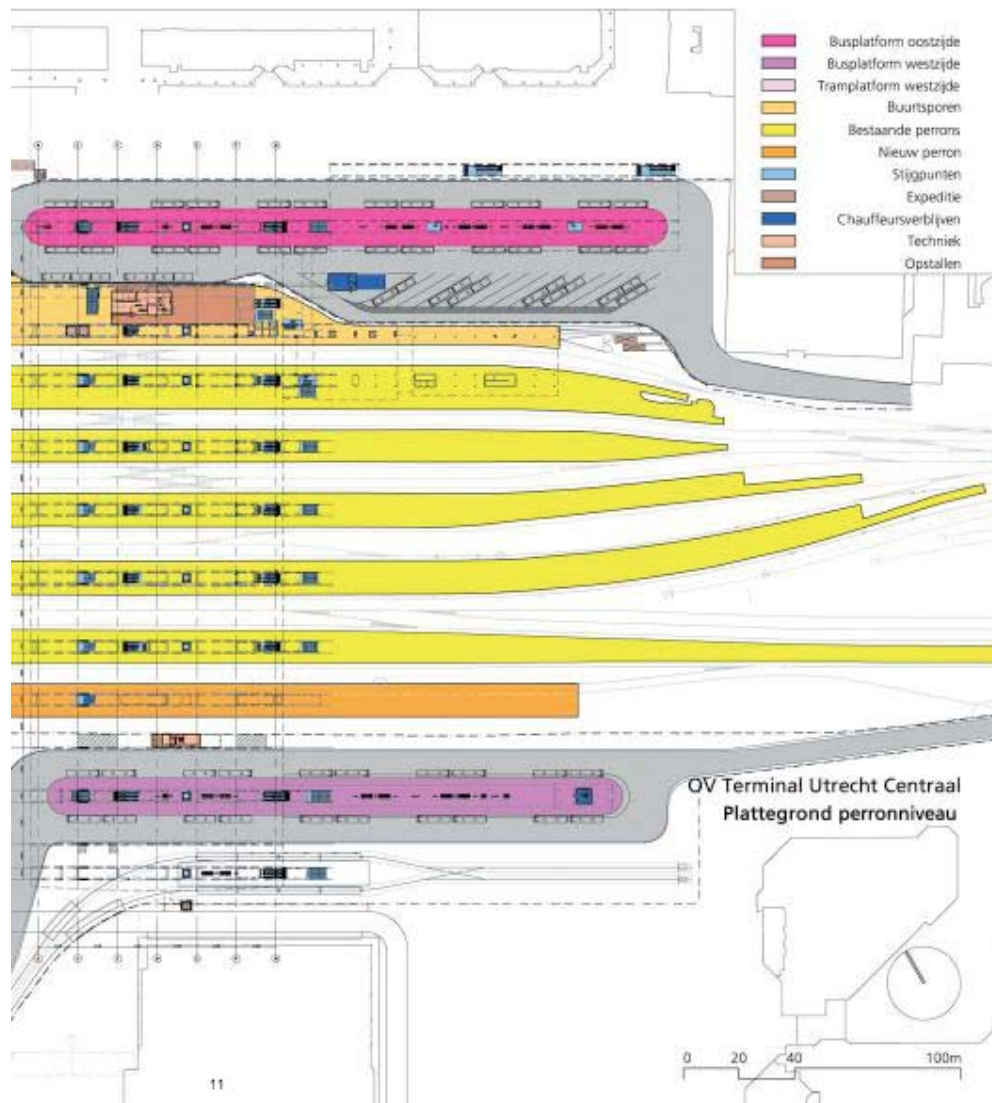 Busplatform oostzijde
Busplatform westzijde
Tramplatform westzijde
Buurtsporen
Bestaande perrons
Nieuw perron
Stijgpunten
Expeditie
Chauffeursverblijven
Techniek
Opstallen
OV Terminal Utrecht Centraal
Plattegrond perronniveau
0 20 40 100m
11